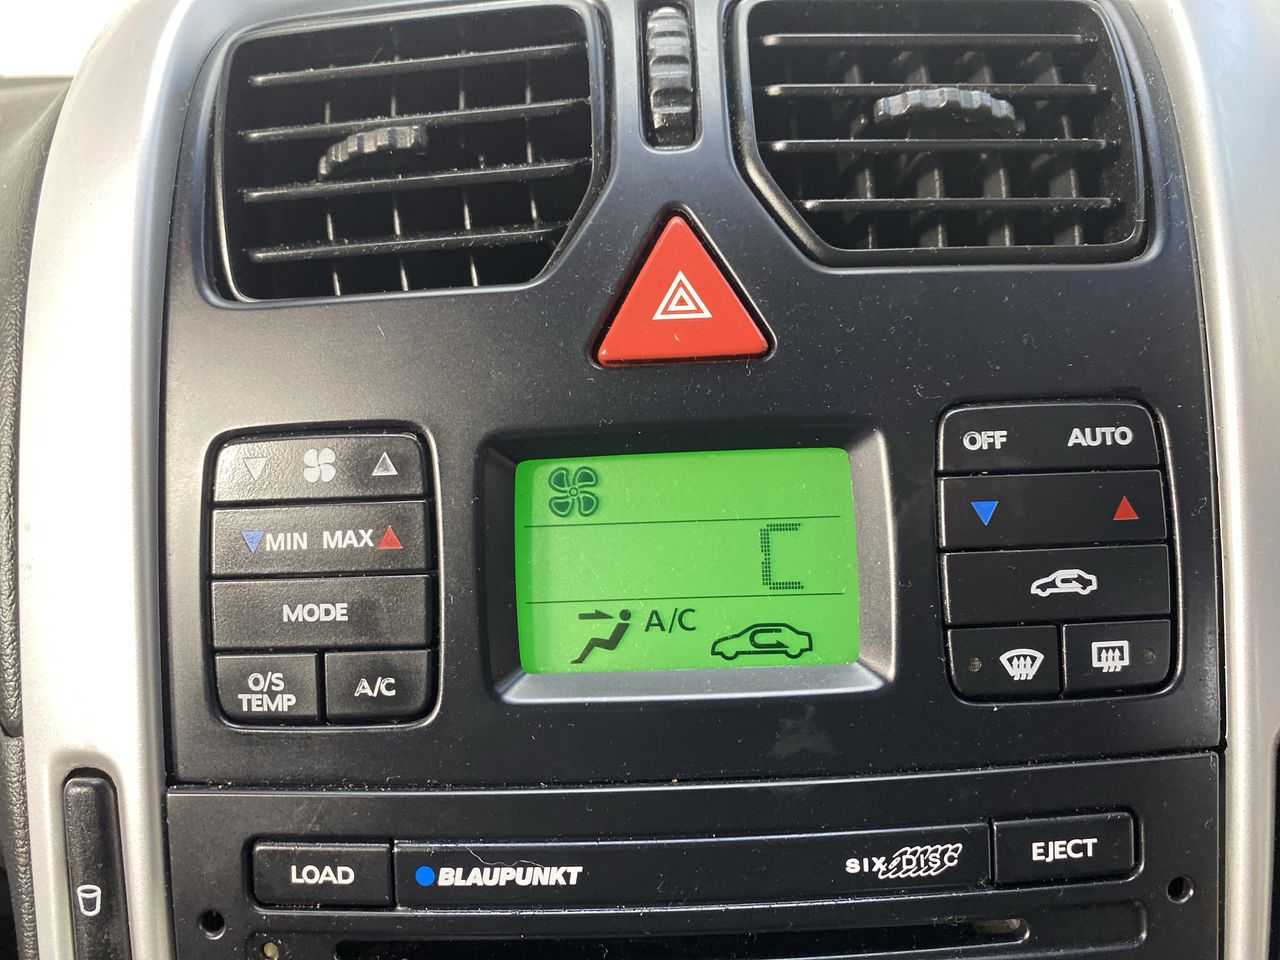 OFF AUTO
MIN MAX
MODE
O/S
TEMP
A/C
C
A/C
LOAD
BLAUPUNKT
SIX DISC
EJECT